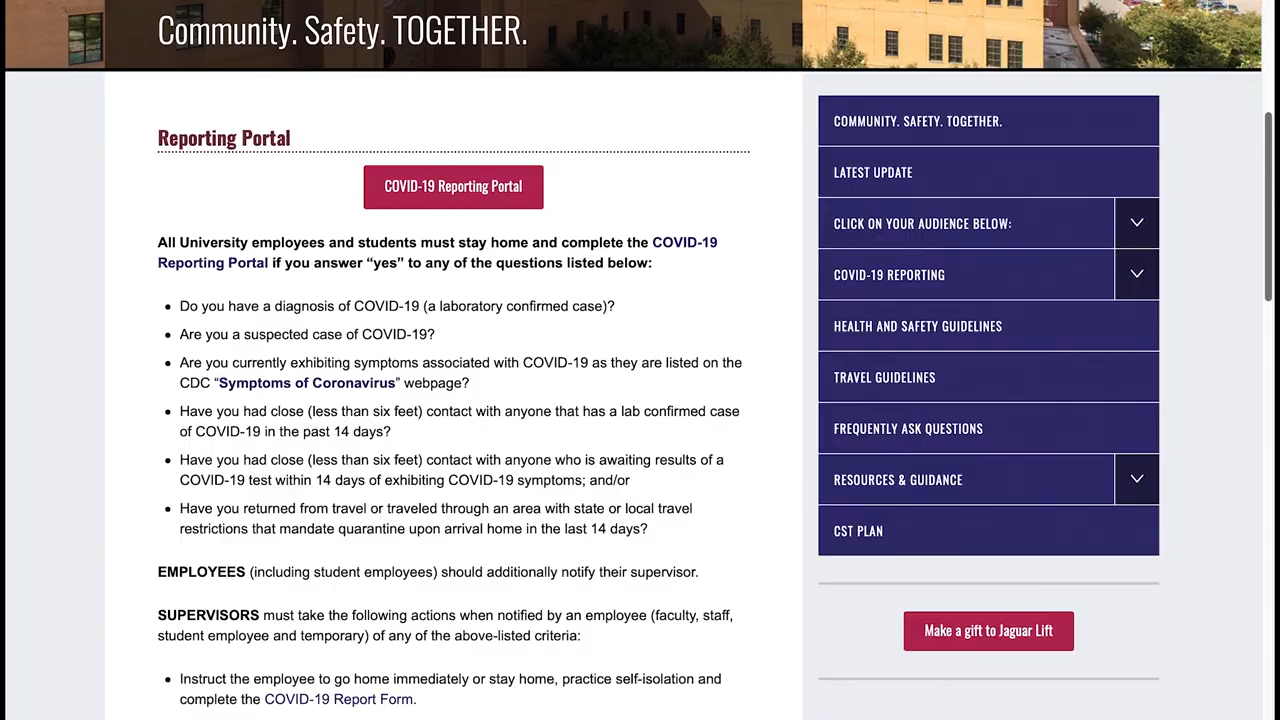 Community. Safety. TOGETHER.
Reporting Portal
COVID-19 Reporting Portal
All University employees and students must stay home and complete the COVID-19
Reporting Portal if you answer “yes” to any of the questions listed below:
• Do you have a diagnosis of COVID-19 (a laboratory confirmed case)?
• Are you a suspected case of COVID-19?
• Are you currently exhibiting symptoms associated with COVID-19 as they are listed on the
CDC “Symptoms of Coronavirus” webpage?
• Have you had close (less than six feet) contact with anyone that has a lab confirmed case
of COVID-19 in the past 14 days?
• Have you had close (less than six feet) contact with anyone who is awaiting results of a
COVID-19 test within 14 days of exhibiting COVID-19 symptoms; and/or
• Have you returned from travel or traveled through an area with state or local travel
restrictions that mandate quarantine upon arrival home in the last 14 days?
EMPLOYEES (including student employees) should additionally notify their supervisor.
SUPERVISORS must take the following actions when notified by an employee (faculty, staff,
student employee and temporary) of any of the above-listed criteria:
• Instruct the employee to go home immediately or stay home, practice self-isolation and
complete the COVID-19 Report Form.
COMMUNITY. SAFETY. TOGETHER.
LATEST UPDATE
CLICK ON YOUR AUDIENCE BELOW:
COVID-19 REPORTING
HEALTH AND SAFETY GUIDELINES
TRAVEL GUIDELINES
FREQUENTLY ASK QUESTIONS
RESOURCES & GUIDANCE
CST PLAN
Make a gift to Jaguar Lift